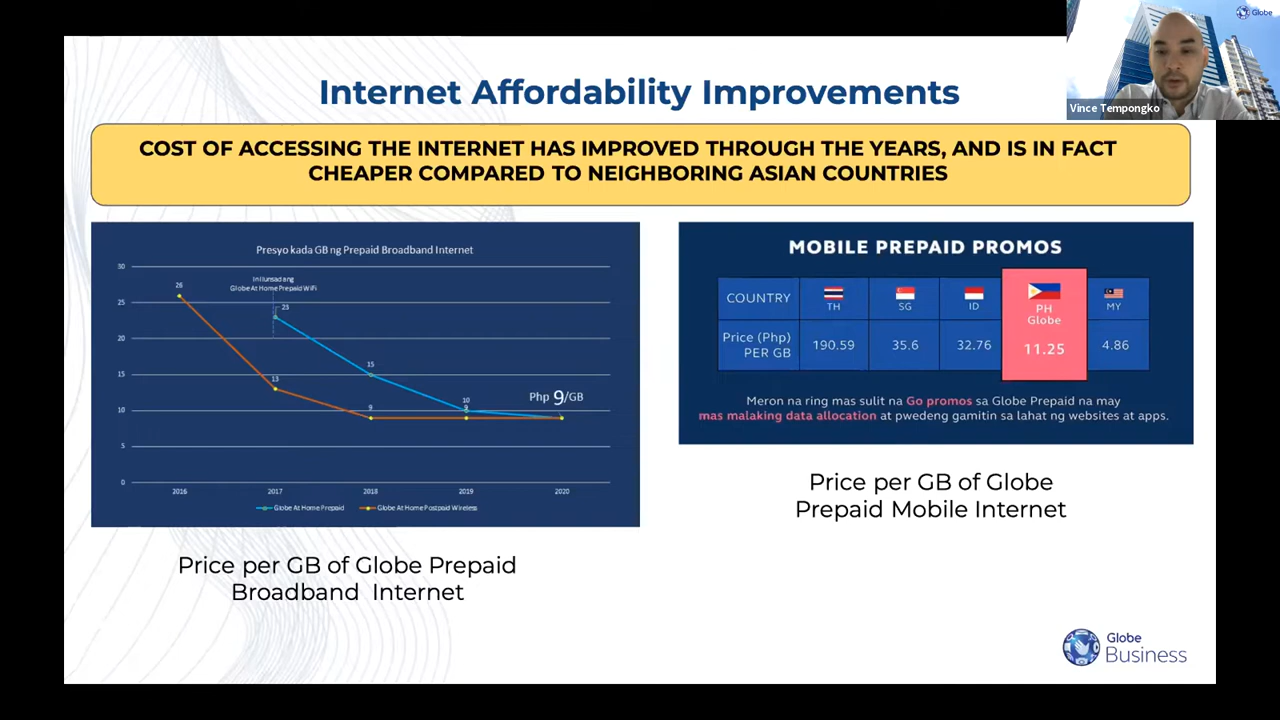 Globe
Vince Tempongko
Internet Affordability Improvements
COST OF ACCESSING THE INTERNET HAS IMPROVED THROUGH THE YEARS, AND IS IN FACT
CHEAPER COMPARED TO NEIGHBORING ASIAN COUNTRIES
Presyo kada GB ng Prepaid Broadband Internet
30
25
20
15
10
5
0
Inilunsad ang
Globe At Home Prepaid WiFi
26
23
13
15
9
10
9
Php 9/GB
2016 2017 2018 2019 2020
Globe At Home Prepaid Globe At Home Postpaid Wireless
Price per GB of Globe Prepaid
Broadband Internet
MOBILE PREPAID PROMOS
COUNTRY TH SG ID PH Globe MY
Price (Php) PER GB 190.59 35.6 32.76 11.25 4.86
Meron na ring mas sulit na Go promos sa Globe Prepaid na may
mas malaking data allocation at pwedeng gamitin sa lahat ng websites at apps.
Price per GB of Globe
Prepaid Mobile Internet
Globe
Business